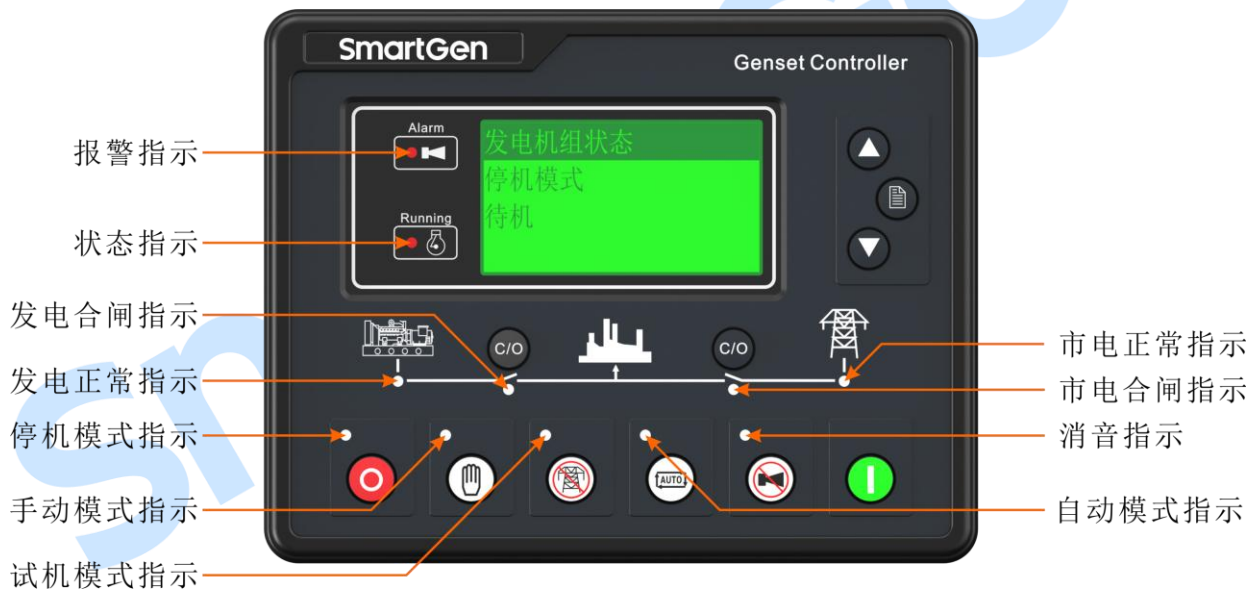 SmartGen
Genset Controller
Alarm
发电机组状态
停机模式
待机
Running
报警指示
状态指示
发电合闸指示
发电正常指示
停机模式指示
手动模式指示
试机模式指示
C/O
C/O
市电正常指示
市电合闸指示
消音指示
自动模式指示
AUTO